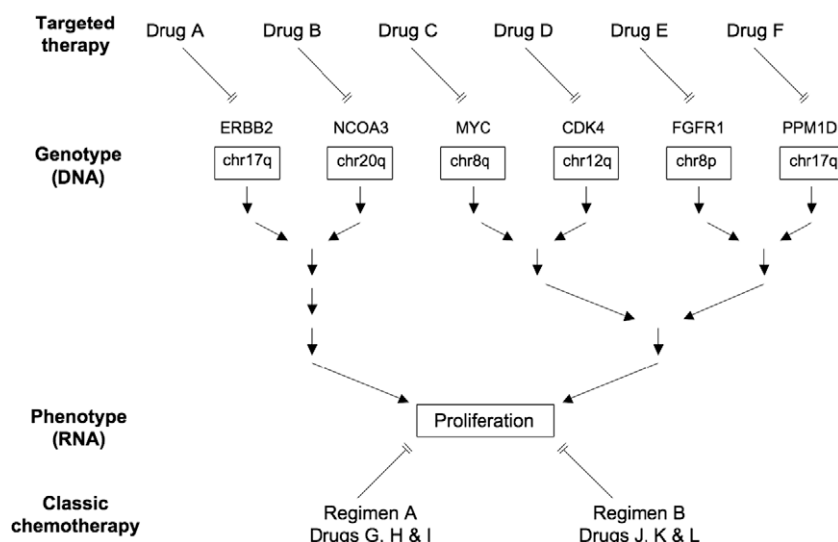 Targeted
therapy
Drug A Drug B Drug C Drug D Drug E Drug F
ERBB2 NCOA3 MYC CDK4 FGFR1 PPM1D
Genotype
(DNA)
chr17q chr20q chr8q chr12q chr8p chr17q
Phenotype
(RNA)
Proliferation
Classic
chemotherapy
Regimen A
Drugs G, H & I
Regimen B
Drugs J, K & L